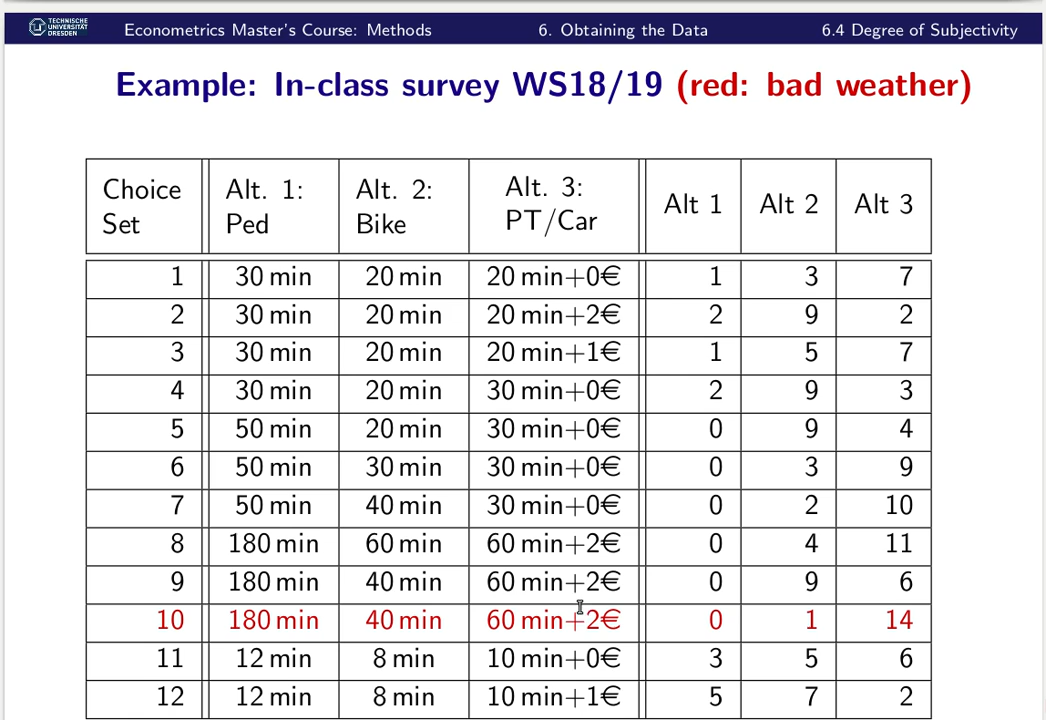 TECHNISCHE
UNIVERSITÄT
DRESDEN
Econometrics Master's Course: Methods 6. Obtaining the Data 6.4 Degree of Subjectivity
Example: In-class survey WS18/19 (red: bad weather)
Choice Set Alt. 1: Ped Alt. 2: Bike Alt. 3: PT/Car Alt 1 Alt 2 Alt 3
1 30 min 20 min 20 min+0€ 1 3 7
2 30 min 20 min 20 min+2€ 2 9 2
3 30 min 20 min 20 min+1€ 1 5 7
4 30 min 20 min 30 min+0€ 2 9 3
5 50 min 20 min 30 min+0€ 0 9 4
6 50 min 30 min 30 min+0€ 0 3 9
7 50 min 40 min 30 min+0€ 0 2 10
8 180 min 60 min 60 min+2€ 0 4 11
9 180 min 40 min 60 min+2€ 0 9 6
10 180 min 40 min 60 min+2€ 0 1 14
11 12 min 8 min 10 min+0€ 3 5 6
12 12 min 8 min 10 min+1€ 5 7 2